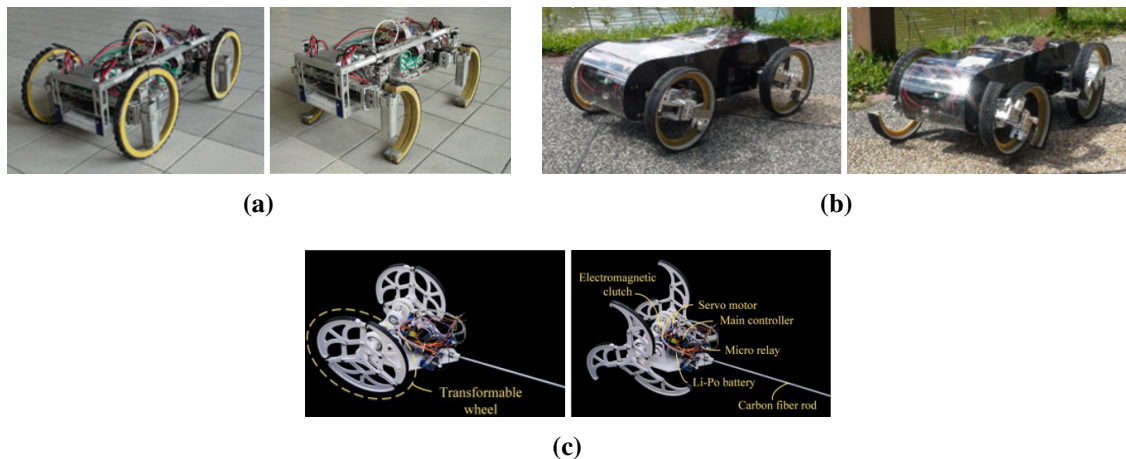 (a)
(b)
Transformable
wheel
Electromagnetic
clutch
Servo motor
Main controller
Micro relay
Li-Po battery
Carbon fiber rod
(c)